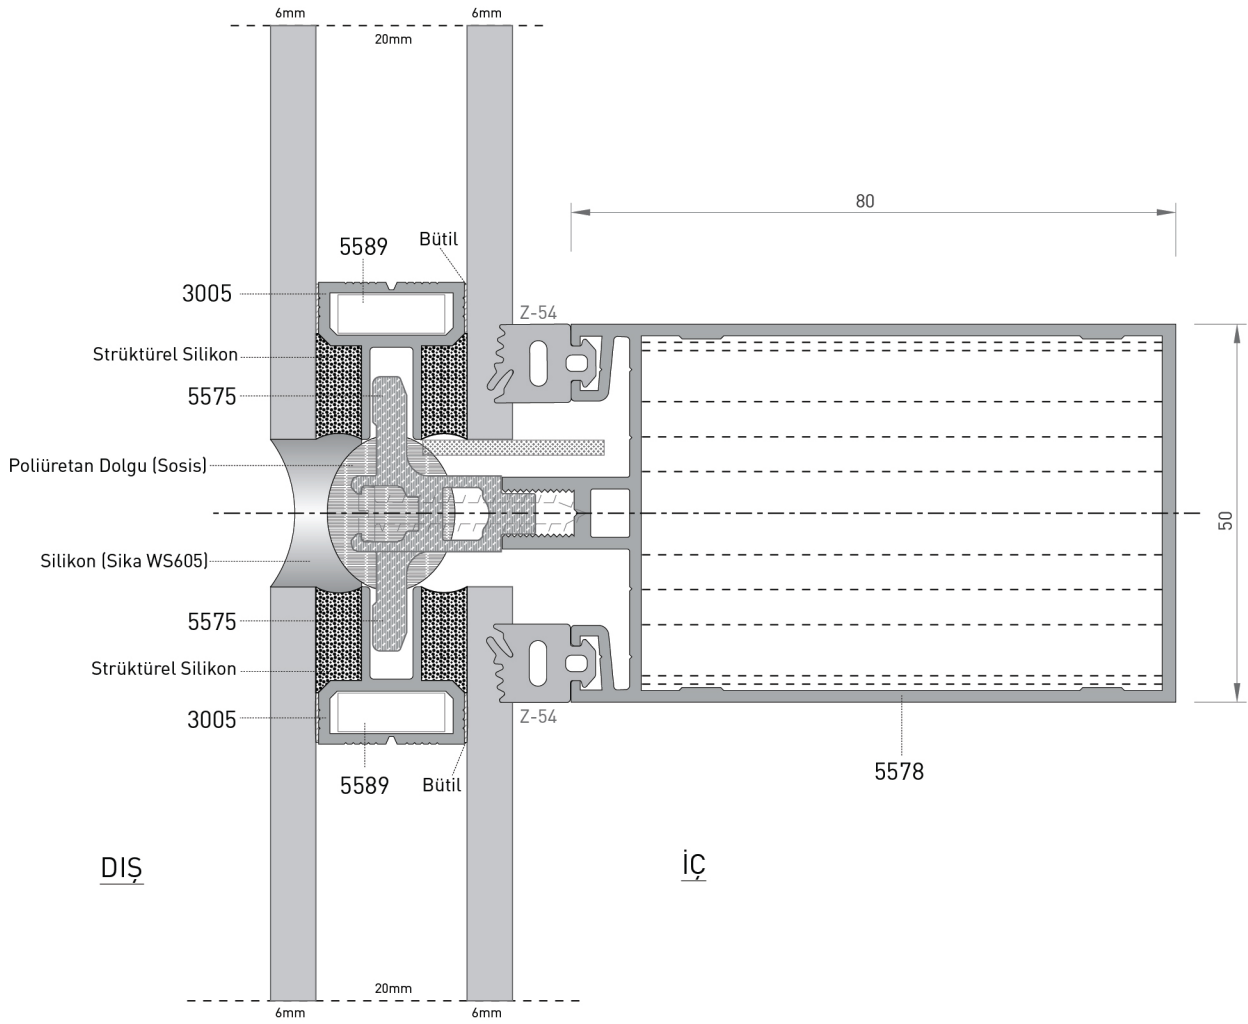 6mm
6mm
20mm
80
5589
Bütil
3005
Z-54
Strüktürel Silikon
5575
Poliüretan Dolgu (Sosis)
50
Silikon (Sika WS605)
5575
Strüktürel Silikon
3005
Z-54
5589
Bütil
5578
DIŞ
İÇ
20mm
6mm
6mm